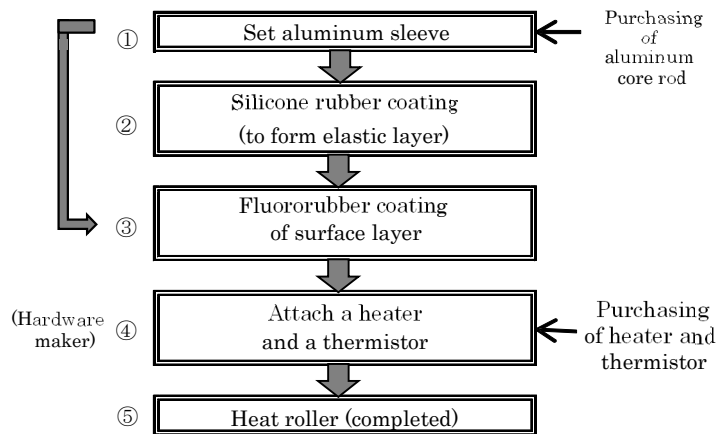 ①
Set aluminum sleeve
Purchasing
of
aluminum
core rod
②
Silicone rubber coating
(to form elastic layer)
③
Fluororubber coating
of surface layer
(Hardware
maker)
④
Attach a heater
and a thermistor
Purchasing
of heater and
thermistor
⑤
Heat roller (completed)